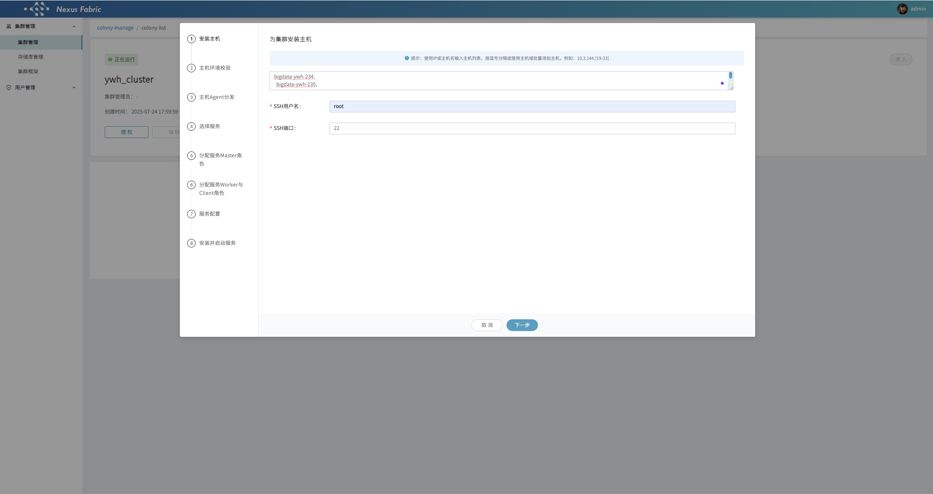 Nexus Fabric
admin
集群管理
集群管理
存储库管理
集群框架
用户管理
colony-manage / colony list
正在运行
ywh_cluster
集群管理员： -
创建时间： 2025-07-24 17:59:59
授 权
进 入
1 安装主机
2 主机环境校验
3 主机Agent分发
4 选择服务
5 分配服务Master角
色
6 分配服务Worker与
Client角色
7 服务配置
8 安装并启动服务
为集群安装主机
提示：使用IP或主机名输入主机列表，按逗号分隔或使用主机域批量添加主机，例如：10.3.144.[19-23]
bigdata-ywh-234,
bigdata-ywh-235,
* SSH用户名：
root
* SSH端口：
22
取 消
下一步